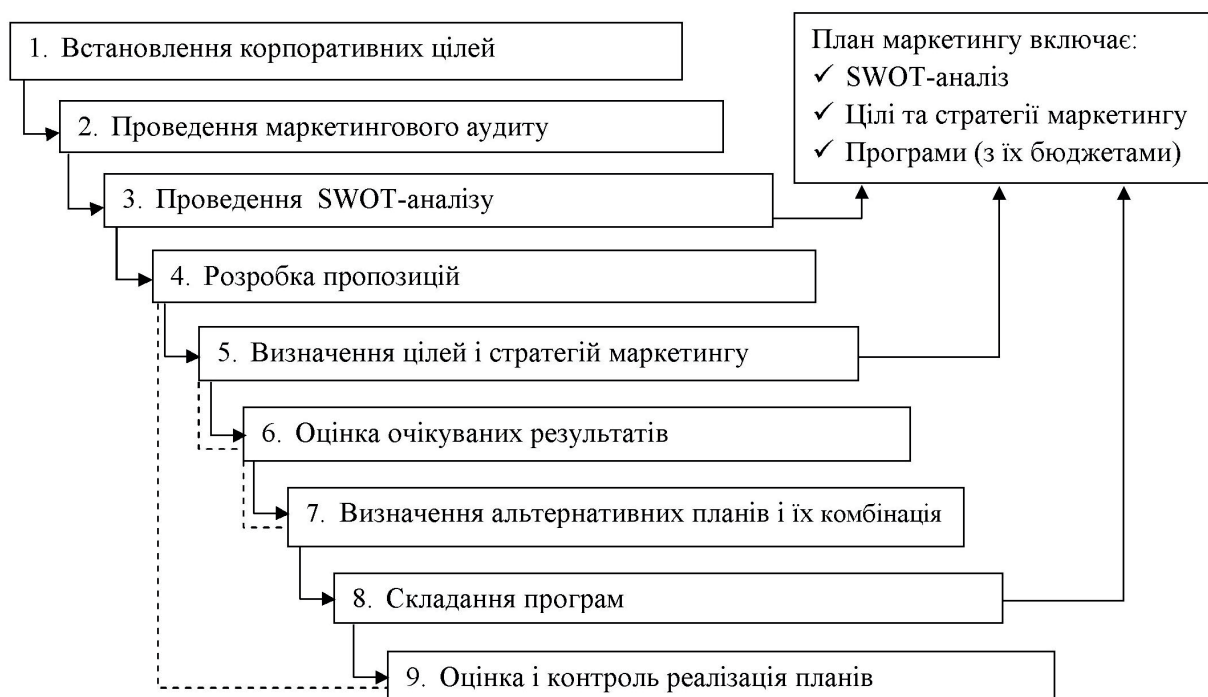 1. Встановлення корпоративних цілей
План маркетингу включає:
✓ SWOT-аналіз
✓ Цілі та стратегії маркетингу
✓ Програми (з їх бюджетами)
2. Проведення маркетингового аудиту
3. Проведення SWOT-аналізу
4. Розробка пропозицій
5. Визначення цілей і стратегій маркетингу
6. Оцінка очікуваних результатів
7. Визначення альтернативних планів і їх комбінація
8. Складання програм
9. Оцінка і контроль реалізація планів